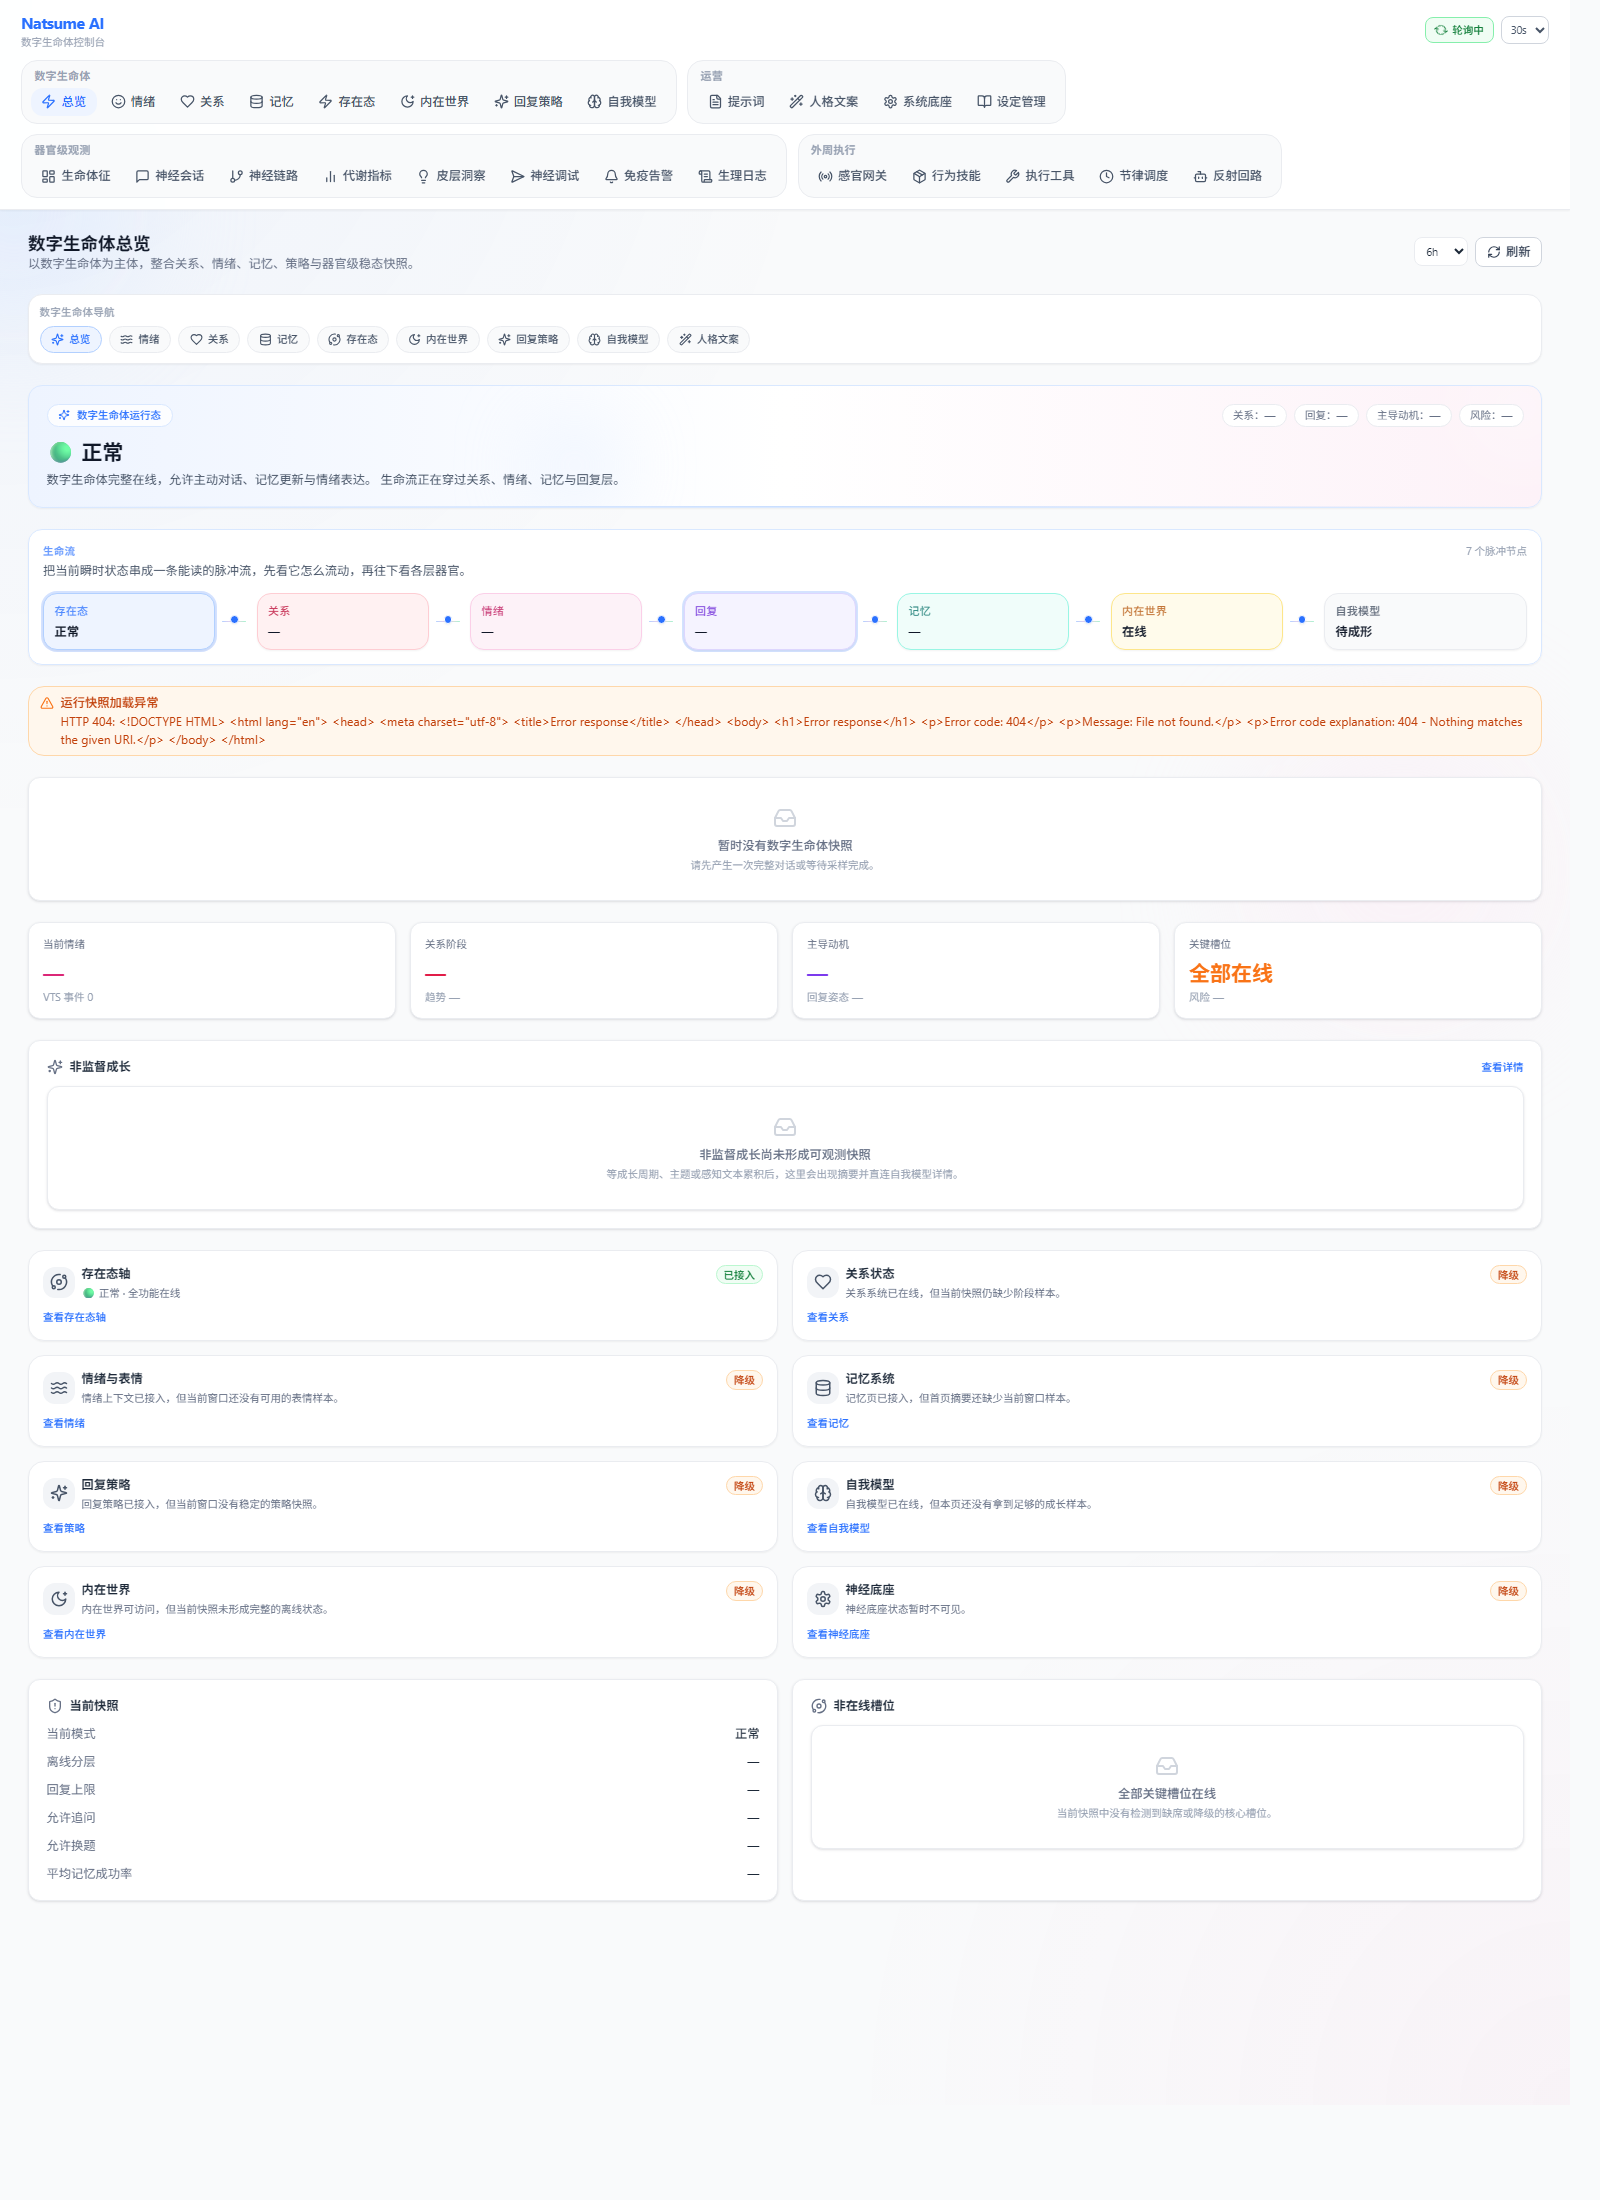 Natsume AI
数字生命体控制台
轮询中
30s
数字生命体
总览 情绪 关系 记忆 存在态 内在世界 回复策略 自我模型
运营
提示词 人格文案 系统底座 设定管理
器官级观测
生命体征 神经会话 神经链路 代谢指标 皮层洞察 神经调试 免疫告警 生理日志
外周执行
感官网关 行为技能 执行工具 节律调度 反射回路
数字生命体总览
以数字生命体为主体，整合关系、情绪、记忆、策略与器官级稳态快照。
6h
刷新
数字生命体导航
总览 情绪 关系 记忆 存在态 内在世界 回复策略 自我模型 人格文案
数字生命体运行态
关系：— 回复：— 主导动机：— 风险：—
正常
数字生命体完整在线，允许主动对话、记忆更新与情绪表达。 生命流正在穿过关系、情绪、记忆与回复层。
生命流
7 个脉冲节点
把当前瞬时状态串成一条能读的脉冲流，先看它怎么流动，再往下看各层器官。
存在态
正常
关系
—
情绪
—
回复
—
记忆
—
内在世界
在线
自我模型
待成形
运行快照加载异常
HTTP 404: <!DOCTYPE HTML> <html lang="en"> <head> <meta charset="utf-8"> <title>Error response</title> </head> <body> <h1>Error response</h1> <p>Error code: 404</p> <p>Message: File not found.</p> <p>Error code explanation: 404 - Nothing matches
the given URI.</p> </body> </html>
暂时没有数字生命体快照
请先产生一次完整对话或等待采样完成。
当前情绪
—
VTS 事件 0
关系阶段
—
趋势 —
主导动机
—
回复姿态 —
关键槽位
全部在线
风险 —
非监督成长
查看详情
非监督成长尚未形成可观测快照
等成长周期、主题或感知文本累积后，这里会出现摘要并直连自我模型详情。
存在态轴
已接入
正常 · 全功能在线
查看存在态轴
关系状态
降级
关系系统已在线，但当前快照仍缺少阶段样本。
查看关系
情绪与表情
降级
情绪上下文已接入，但当前窗口还没有可用的表情样本。
查看情绪
记忆系统
降级
记忆页已接入，但首页摘要还缺少当前窗口样本。
查看记忆
回复策略
降级
回复策略已接入，但当前窗口没有稳定的策略快照。
查看策略
自我模型
降级
自我模型已在线，但本页还没有拿到足够的成长样本。
查看自我模型
内在世界
降级
内在世界可访问，但当前快照未形成完整的离线状态。
查看内在世界
神经底座
降级
神经底座状态暂时不可见。
查看神经底座
当前快照
当前模式 正常
离线分层 —
回复上限 —
允许追问 —
允许换题 —
平均记忆成功率 —
非在线槽位
全部关键槽位在线
当前快照中没有检测到缺席或降级的核心槽位。